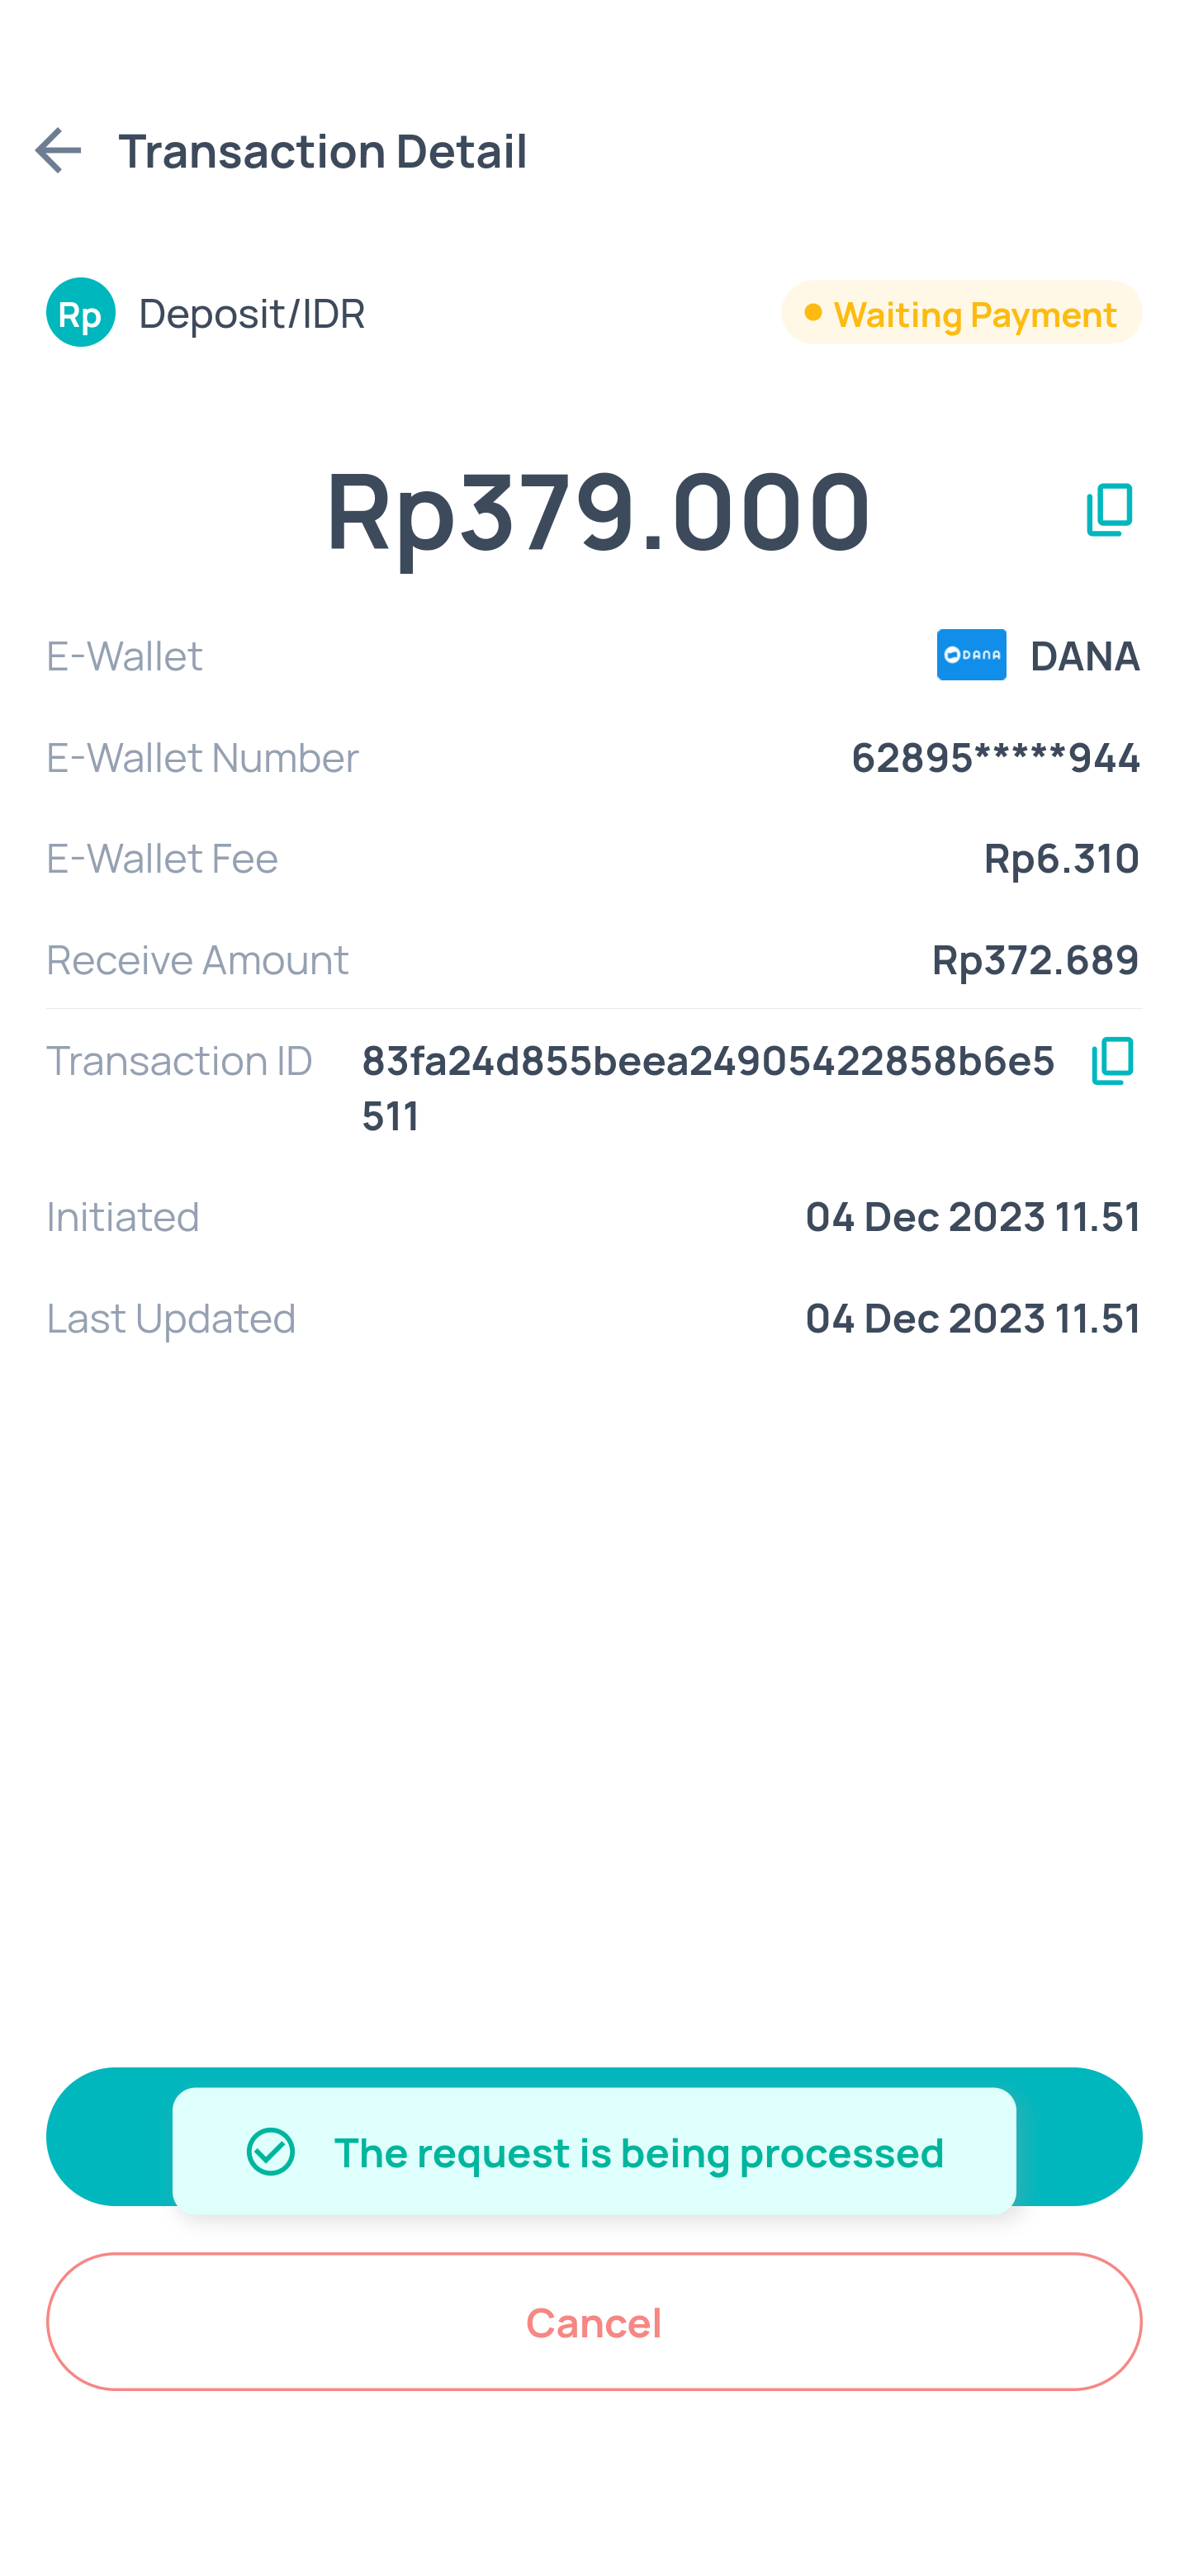 Transaction Detail
Rp Deposit/IDR
Waiting Payment
Rp379.000
E-Wallet
DANA DANA
E-Wallet Number
62895*****944
E-Wallet Fee
Rp6.310
Receive Amount
Rp372.689
Transaction ID
83fa24d855beea24905422858b6e5
511
Initiated
04 Dec 2023 11.51
Last Updated
04 Dec 2023 11.51
The request is being processed
Cancel